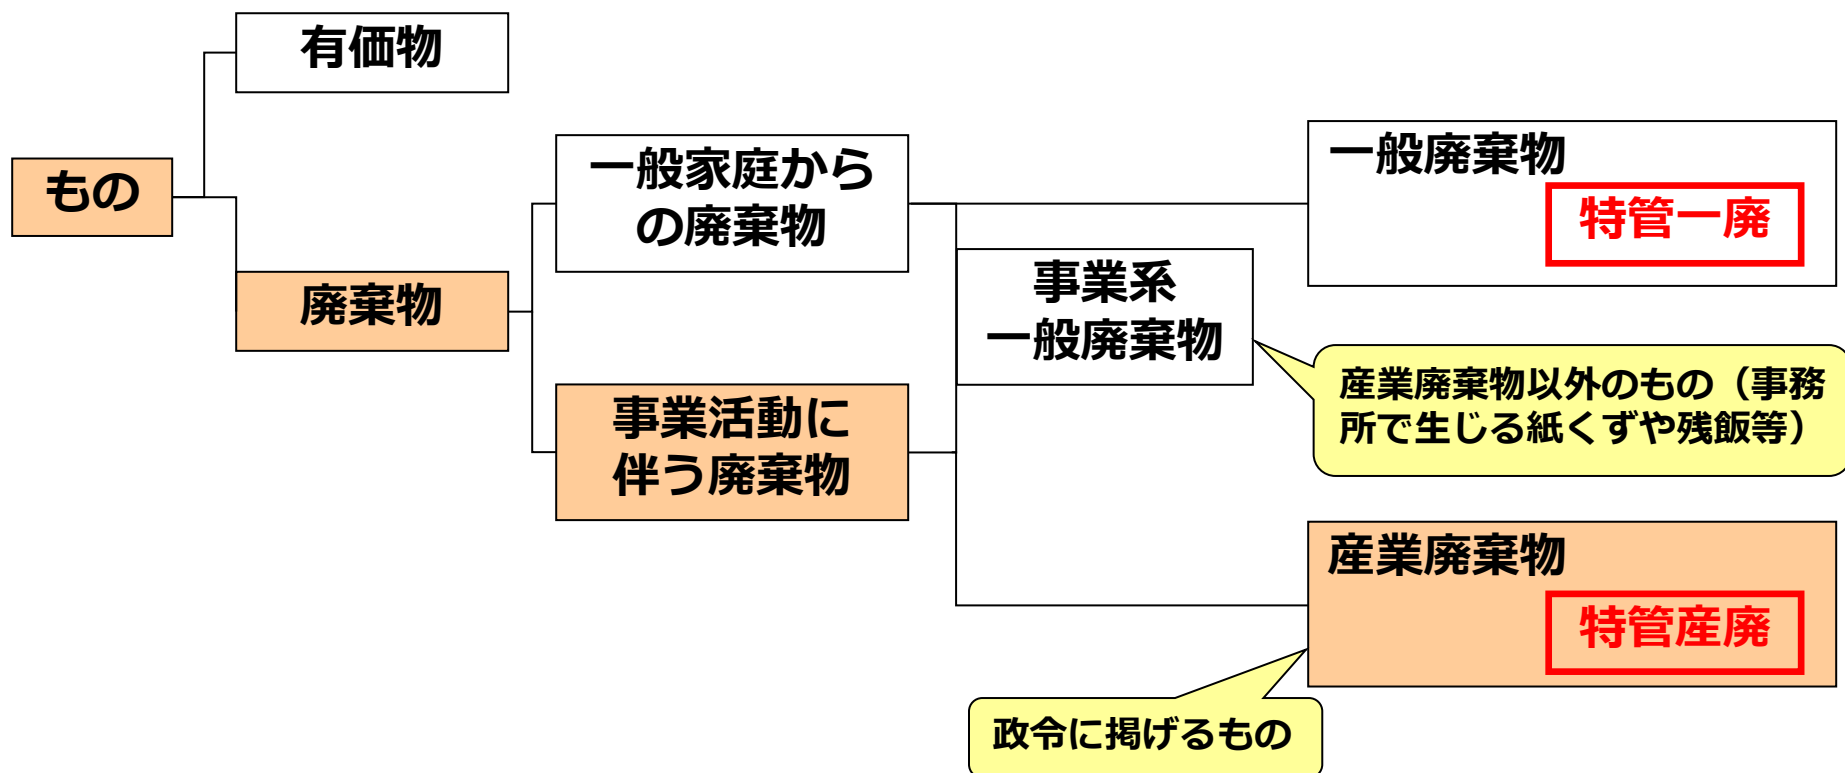 有価物
もの
廃棄物
一般家庭から
の廃棄物
事業活動に
伴う廃棄物
事業系
一般廃棄物
一般廃棄物
特管一廃
産業廃棄物以外のもの（事務
所で生じる紙くずや残飯等）
産業廃棄物
特管産廃
政令に掲げるもの